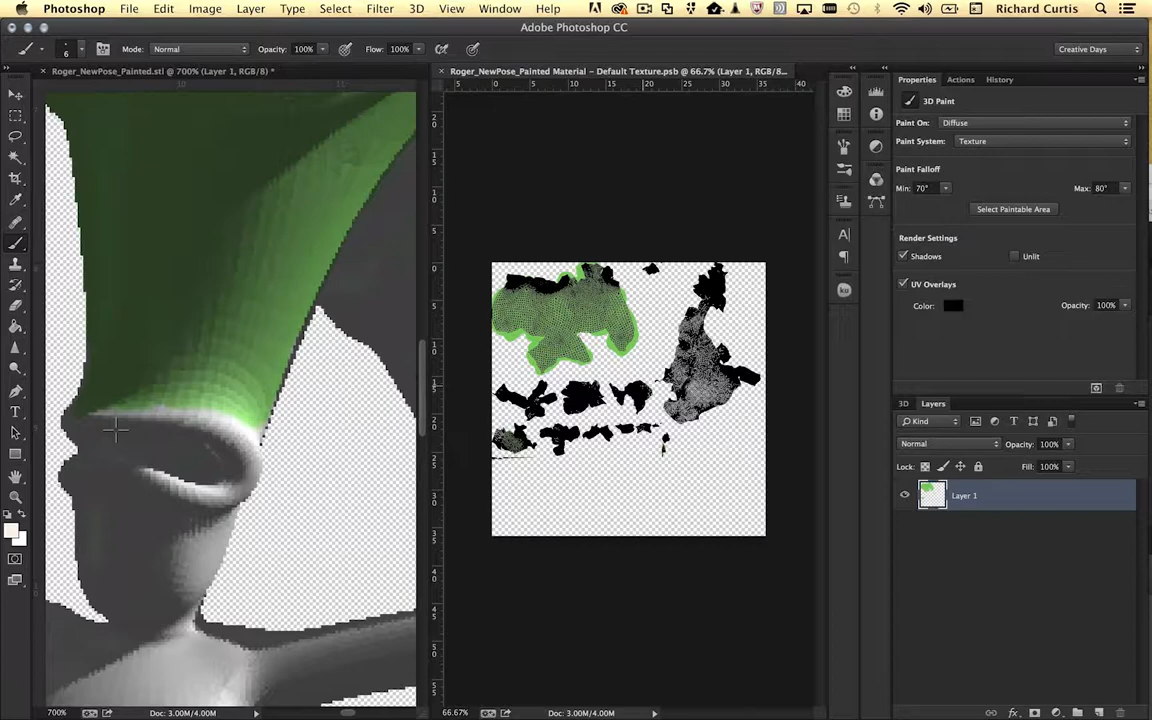 Photoshop File Edit Image Layer Type Select Filter 3D View Window Help Richard Curtis
Adobe Photoshop CC
6 Mode: Normal Opacity: 100% Flow: 100% Creative Days
Roger_NewPose_Painted.stl @ 700% (Layer 1, RGB/8) *
Roger_NewPose_Painted Material – Default Texture.psb @ 66.7% (Layer 1, RGB/8...
Properties Actions History
3D Paint
Paint On: Diffuse
Paint System: Texture
Paint Falloff
Min: 70° Max: 80°
Select Paintable Area
Render Settings
Shadows Unlit
UV Overlays
Color: Opacity: 100%
3D Layers
Kind
Normal Opacity: 100%
Lock: Fill: 100%
Layer 1
700% Doc: 3.00M/4.00M
66.67% Doc: 3.00M/4.00M